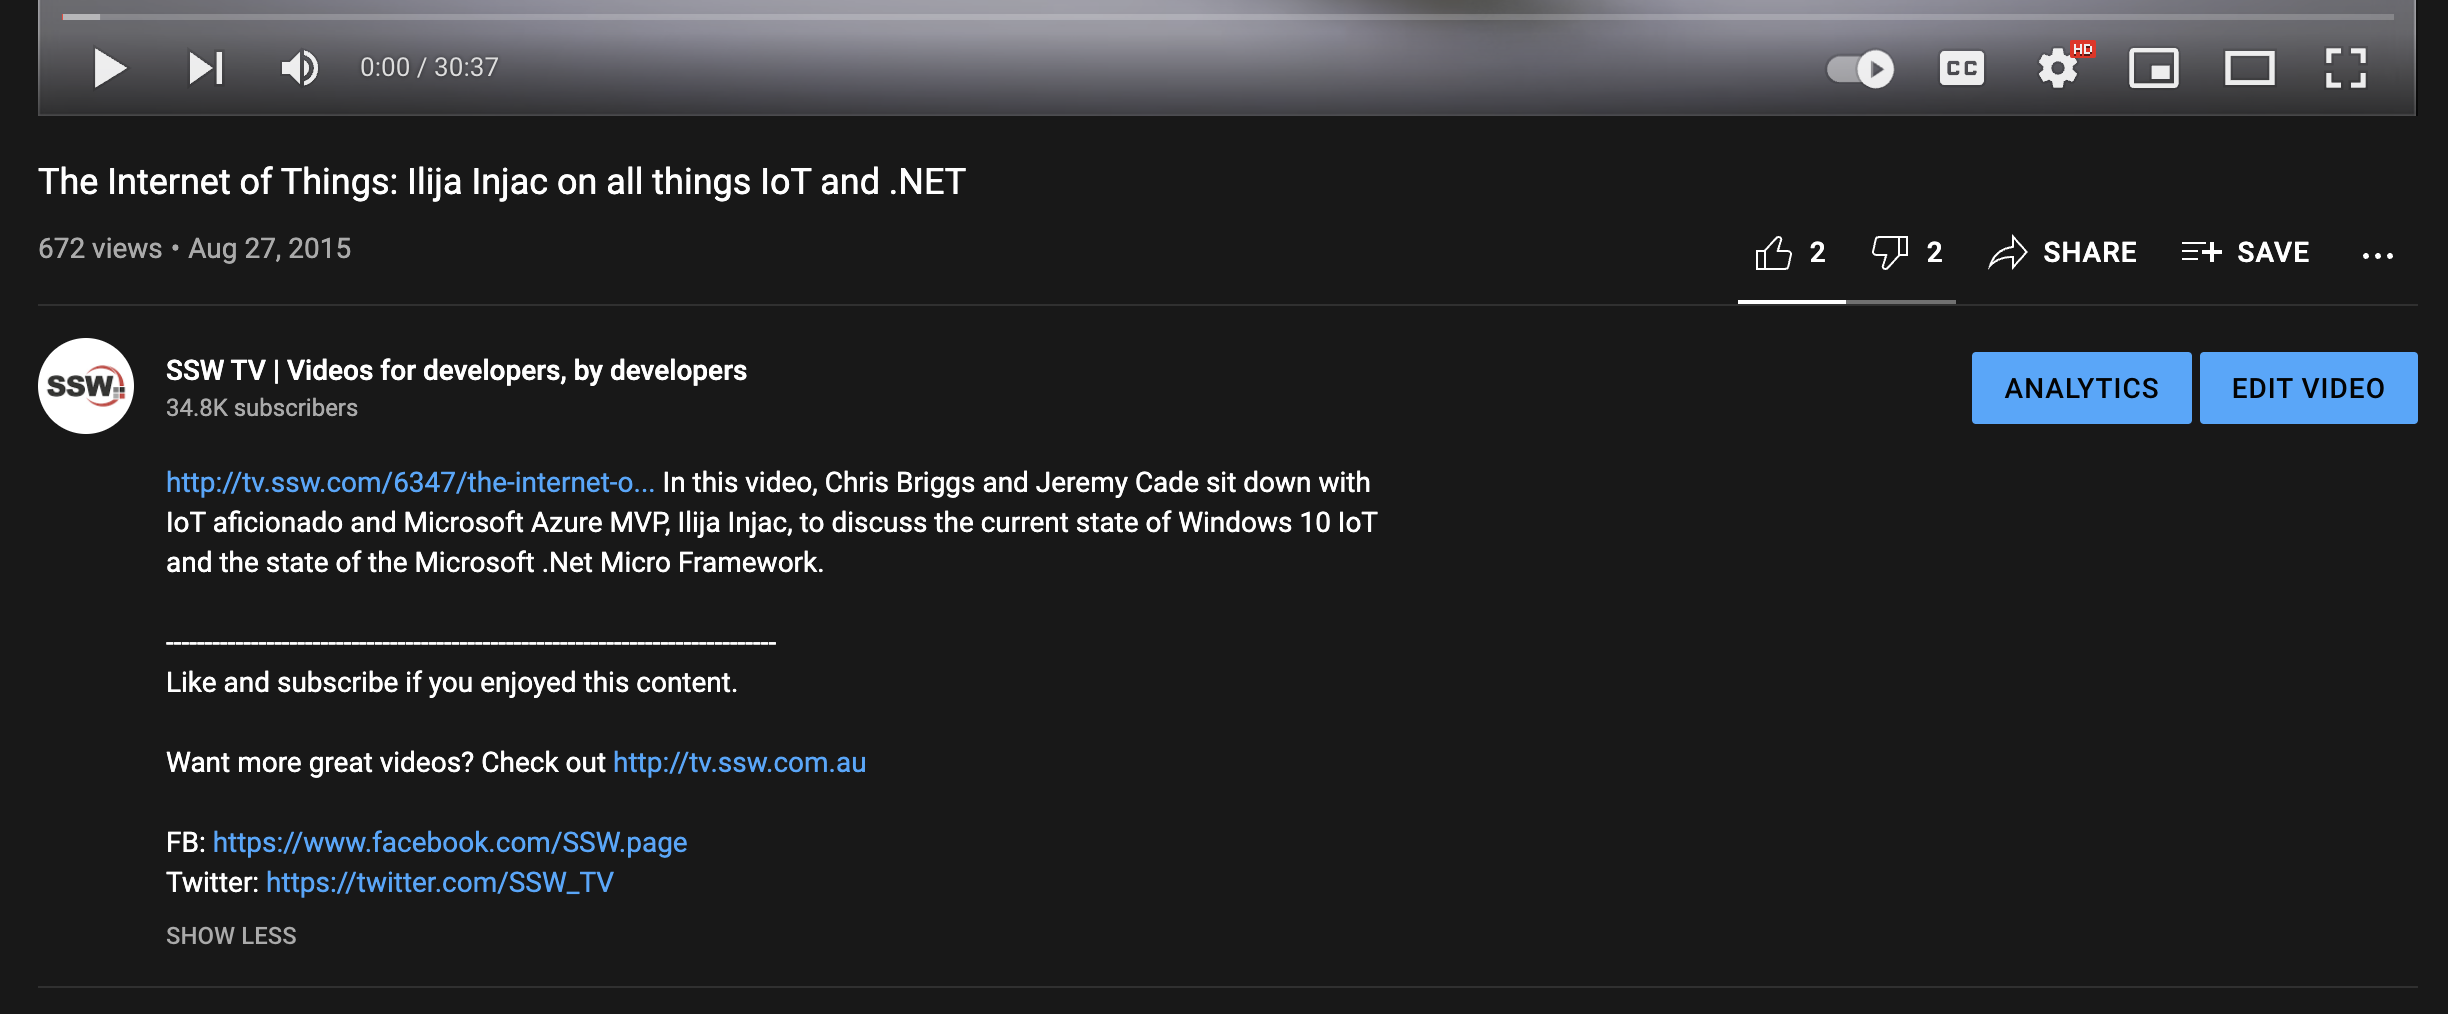 0:00 / 30:37
CC
HD
The Internet of Things: Ilija Injac on all things IoT and .NET
672 views • Aug 27, 2015
2
2
SHARE
SAVE
SSW
SSW TV | Videos for developers, by developers
34.8K subscribers
ANALYTICS
EDIT VIDEO
http://tv.ssw.com/6347/the-internet-o... In this video, Chris Briggs and Jeremy Cade sit down with
IoT aficionado and Microsoft Azure MVP, Ilija Injac, to discuss the current state of Windows 10 IoT
and the state of the Microsoft .Net Micro Framework.
-------------------------------------------------------------------------------
Like and subscribe if you enjoyed this content.
Want more great videos? Check out http://tv.ssw.com.au
FB: https://www.facebook.com/SSW.page
Twitter: https://twitter.com/SSW_TV
SHOW LESS